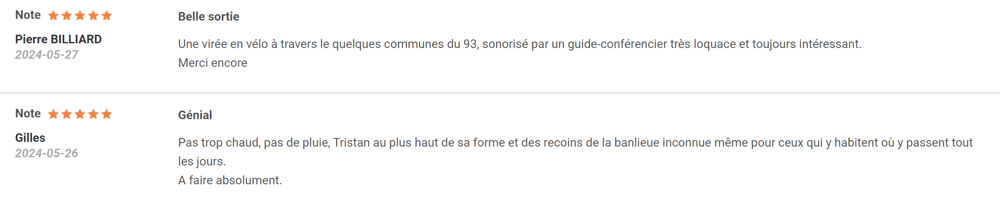 Note
Belle sortie
Pierre BILLIARD
2024-05-27
Une virée en vélo à travers le quelques communes du 93, sonorisé par un guide-conférencier très loquace et toujours intéressant.
Merci encore
Note
Génial
Gilles
2024-05-26
Pas trop chaud, pas de pluie, Tristan au plus haut de sa forme et des recoins de la banlieue inconnue même pour ceux qui y habitent où y passent tout
les jours.
A faire absolument.